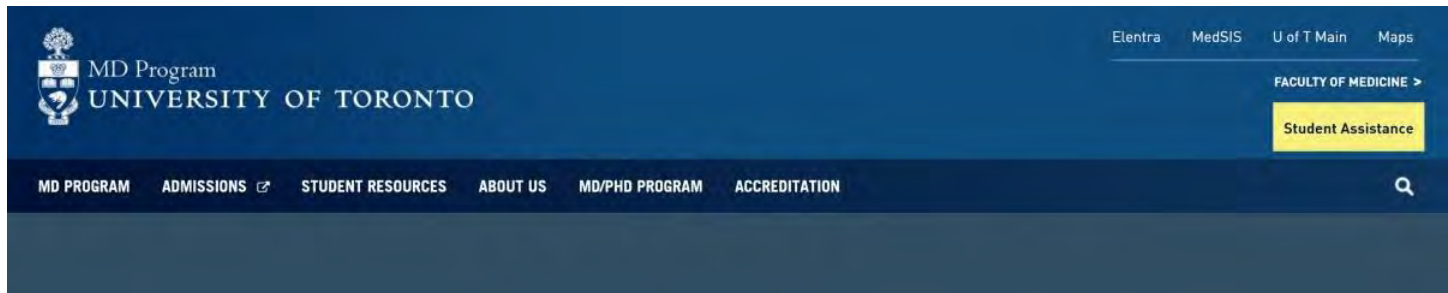 Elentra MedSIS U of T Main Maps
MD Program
UNIVERSITY OF TORONTO
FACULTY OF MEDICINE >
Student Assistance
MD PROGRAM ADMISSIONS STUDENT RESOURCES ABOUT US MD/PHD PROGRAM ACCREDITATION